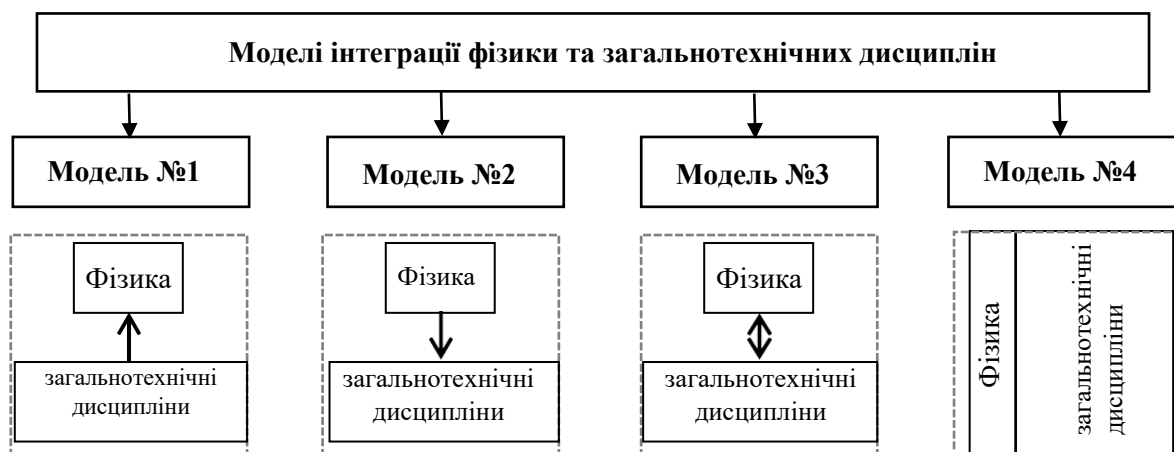 Моделі інтеграції фізики та загальнотехнічних дисциплін
Модель №1
Модель №2
Модель №3
Модель №4
Фізика
загальнотехнічні
дисципліни
Фізика
загальнотехнічні
дисципліни
Фізика
загальнотехнічні
дисципліни
Фізика
загальнотехнічні
дисципліни